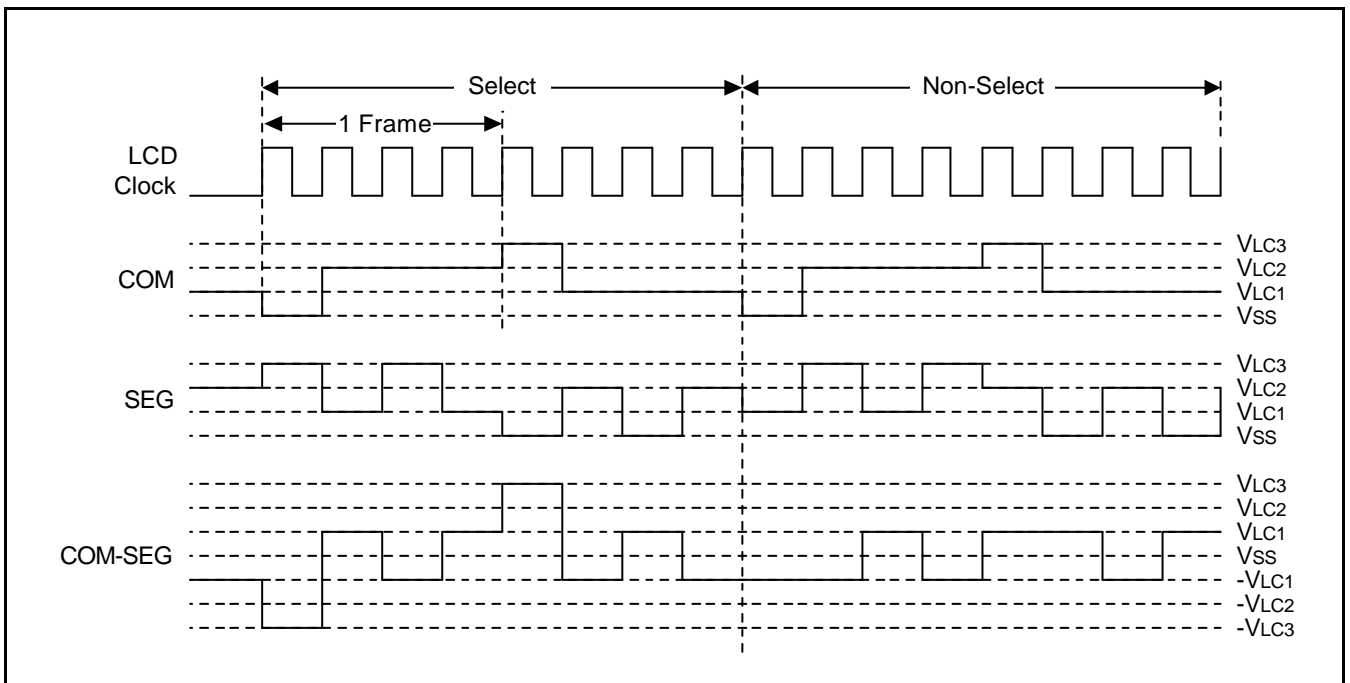 Select
Non-Select
1 Frame
LCD
Clock
COM
VLC3
VLC2
VLC1
VSS
SEG
VLC3
VLC2
VLC1
VSS
COM-SEG
VLC3
VLC2
VLC1
VSS
-VLC1
-VLC2
-VLC3